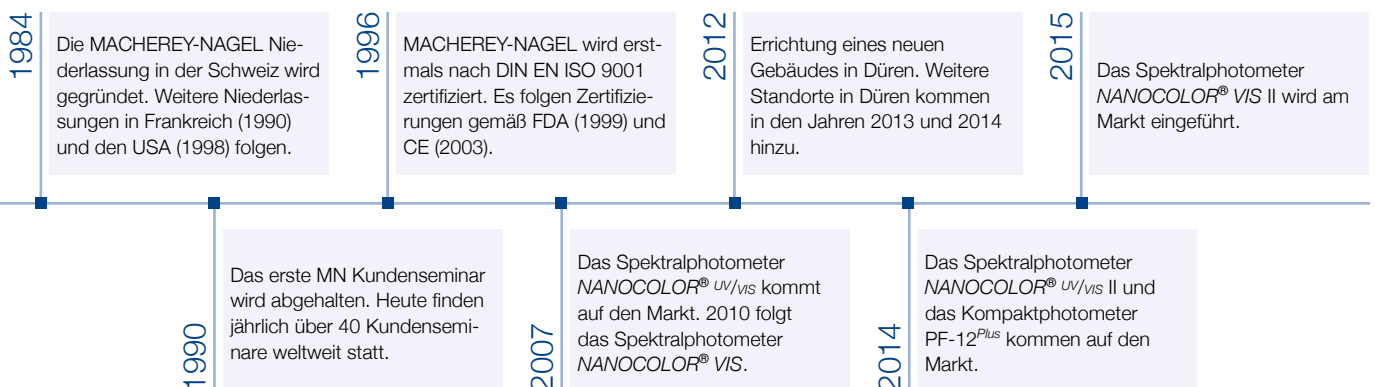 1984
Die MACHEREY-NAGEL Nie-
derlassung in der Schweiz wird
gegründet. Weitere Niederlas-
sungen in Frankreich (1990)
und den USA (1998) folgen.
1990
Das erste MN Kundenseminar
wird abgehalten. Heute finden
jährlich über 40 Kundensemi-
nare weltweit statt.
1996
MACHEREY-NAGEL wird erst-
mals nach DIN EN ISO 9001
zertifiziert. Es folgen Zertifizie-
rungen gemäß FDA (1999) und
CE (2003).
2007
Das Spektralphotometer
NANOCOLOR® UV/VIS kommt
auf den Markt. 2010 folgt
das Spektralphotometer
NANOCOLOR® VIS.
2012
Errichtung eines neuen
Gebäudes in Düren. Weitere
Standorte in Düren kommen
in den Jahren 2013 und 2014
hinzu.
2014
Das Spektralphotometer
NANOCOLOR® UV/VIS II und
das Kompaktphotometer
PF-12Plus kommen auf den
Markt.
2015
Das Spektralphotometer
NANOCOLOR® VIS II wird am
Markt eingeführt.